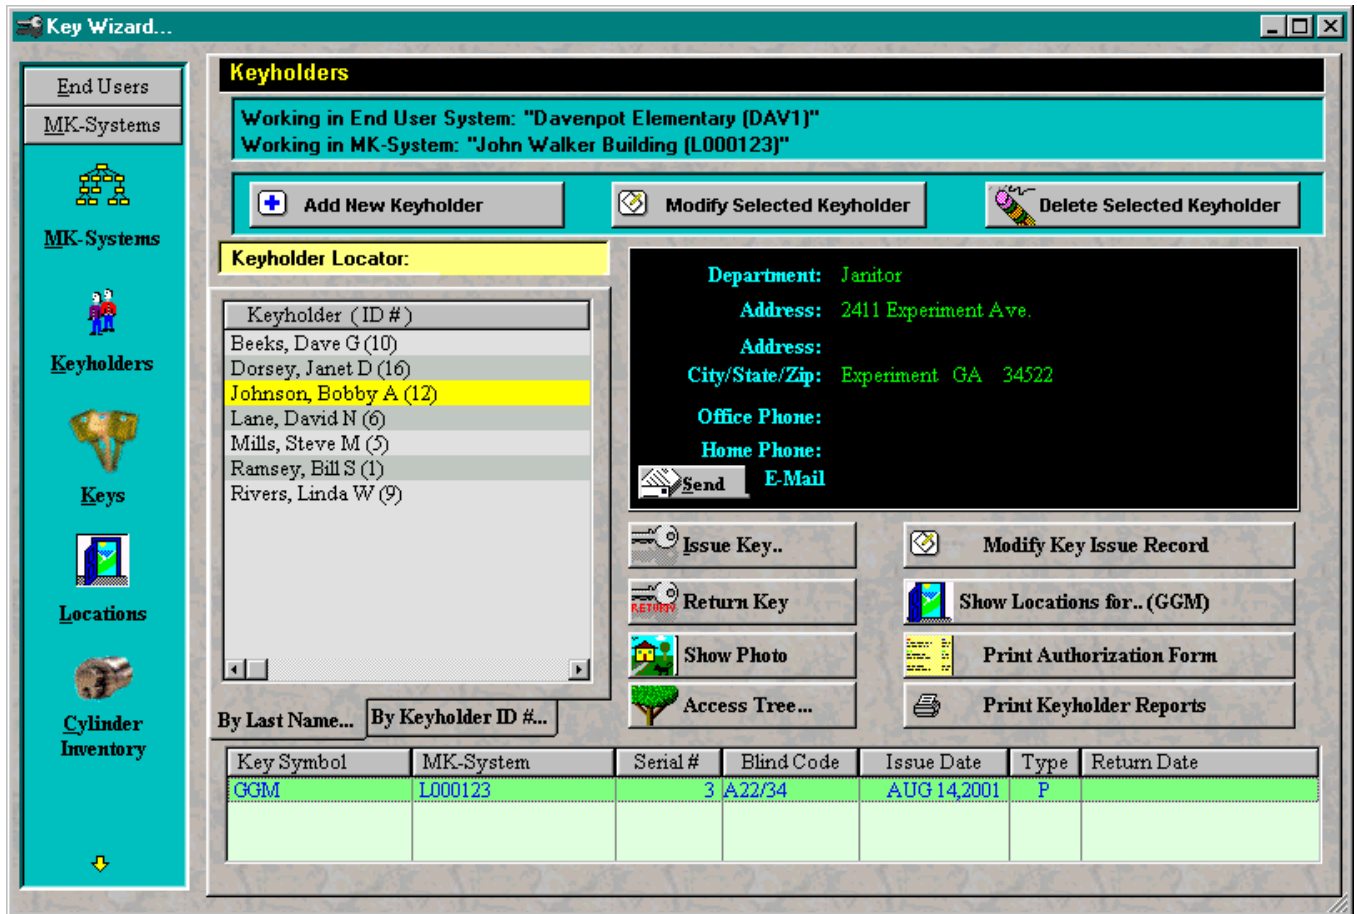 Key Wizard...
End Users
MK-Systems
MK-Systems
Keyholders
Keys
Locations
Cylinder
Inventory
Keyholders
Working in End User System: "Davenpot Elementary (DAV1)"
Working in MK-System: "John Walker Building (L000123)"
Add New Keyholder
Modify Selected Keyholder
Delete Selected Keyholder
Keyholder Locator:
Keyholder (ID #)
Beeks, Dave G (10)
Dorsey, Janet D (16)
Johnson, Bobby A (12)
Lane, David N (6)
Mills, Steve M (5)
Ramsey, Bill S (1)
Rivers, Linda W (9)
By Last Name...
By Keyholder ID #...
Department: Janitor
Address: 2411 Experiment Ave.
Address:
City/State/Zip: Experiment GA 34522
Office Phone:
Home Phone:
Send E-Mail
Issue Key..
Modify Key Issue Record
RETURN
Return Key
Show Locations for.. (GGM)
Show Photo
Print Authorization Form
Access Tree...
Print Keyholder Reports
Key Symbol MK-System Serial # Blind Code Issue Date Type Return Date
GGM L000123 3 A22/34 AUG 14,2001 P